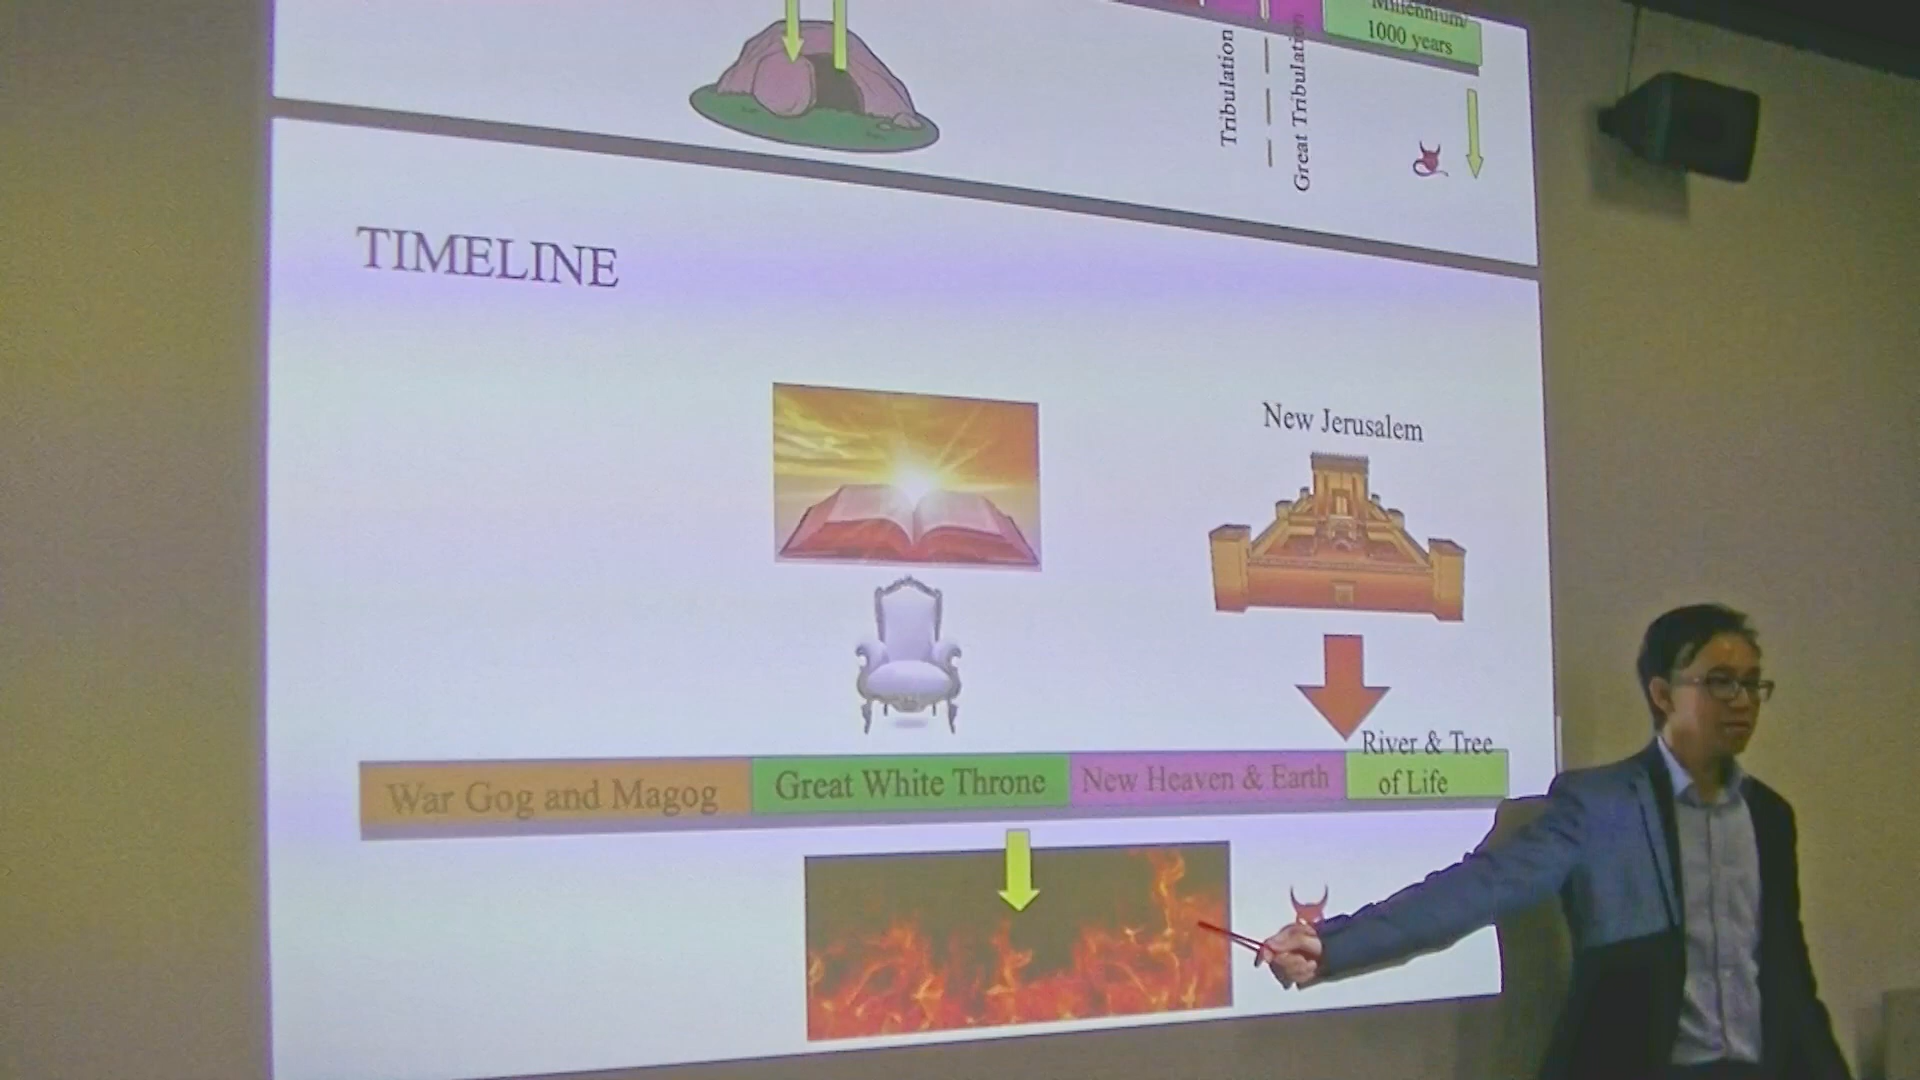 Millennium/
1000 years
Tribulation
Great Tribulation
TIMELINE
New Jerusalem
River & Tree
of Life
War Gog and Magog
Great White Throne
New Heaven & Earth